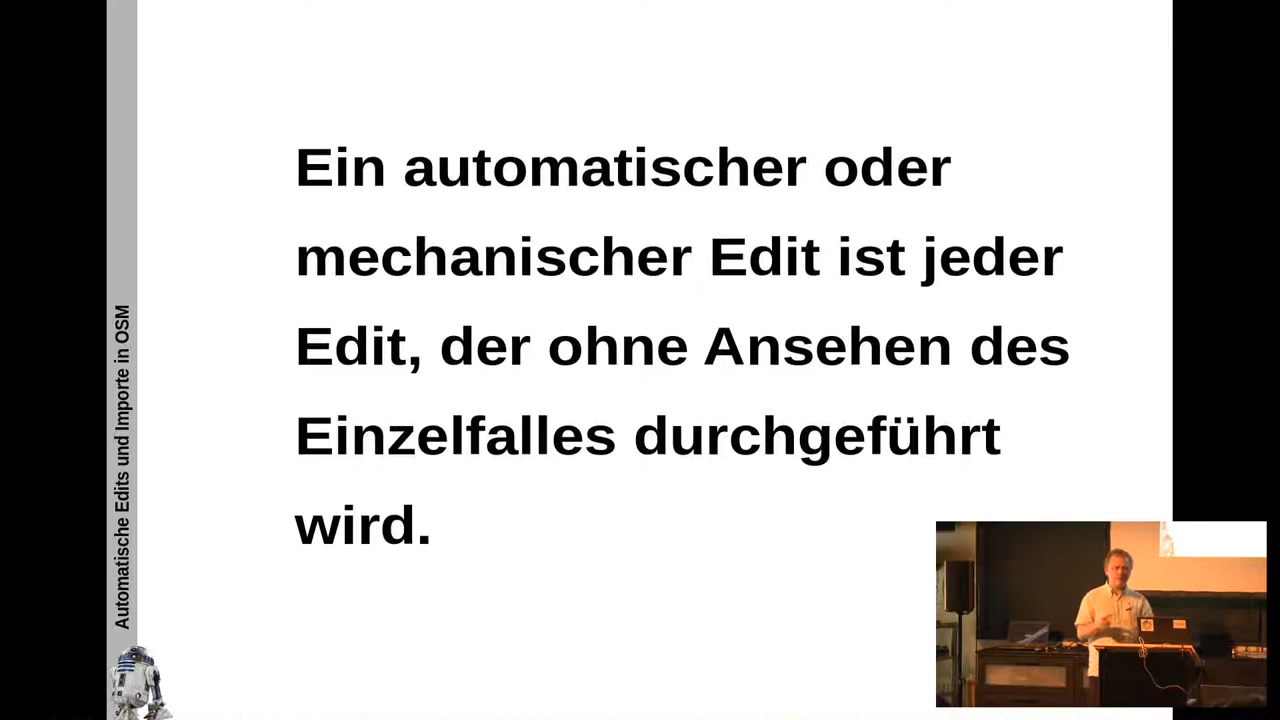 Ein automatischer oder
mechanischer Edit ist jeder
Edit, der ohne Ansehen des
Einzelfalles durchgeführt
wird.
Automatische Edits und Importe in OSM